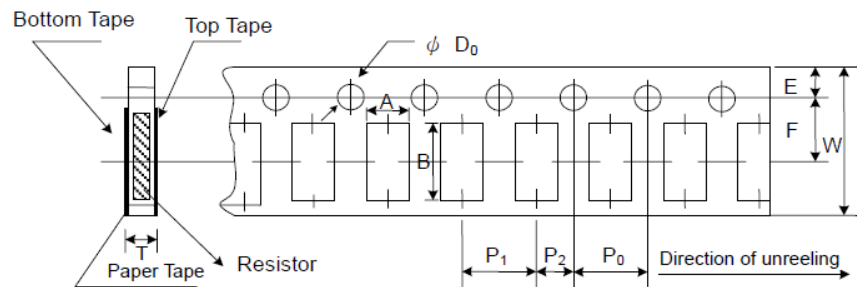 Bottom Tape
Top Tape
ϕ D₀
A
B
E
F
W
T
Paper Tape
Resistor
P₁
P₂
P₀
Direction of unreeling